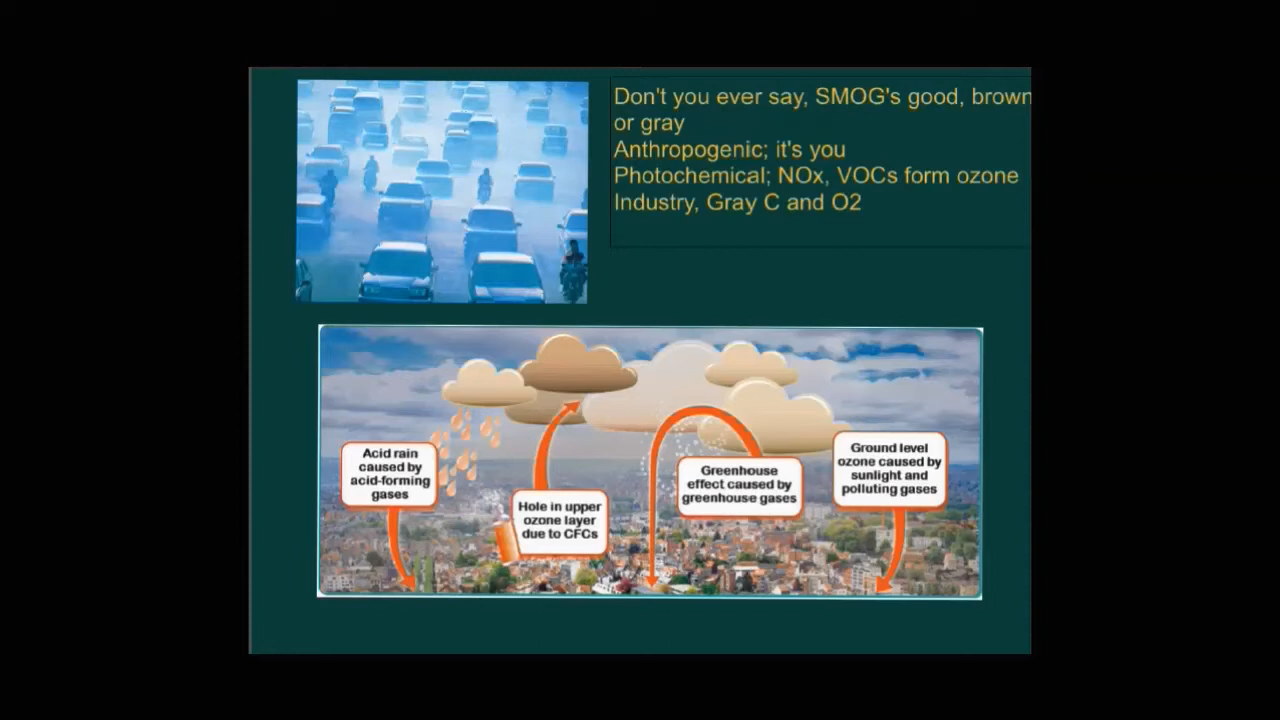 Don't you ever say, SMOG's good, brown
or gray
Anthropogenic; it's you
Photochemical; NOx, VOCs form ozone
Industry, Gray C and O2
Acid rain
caused by
acid-forming
gases
Hole in upper
ozone layer
due to CFCs
Greenhouse
effect caused by
greenhouse gases
Ground level
ozone caused by
sunlight and
polluting gases